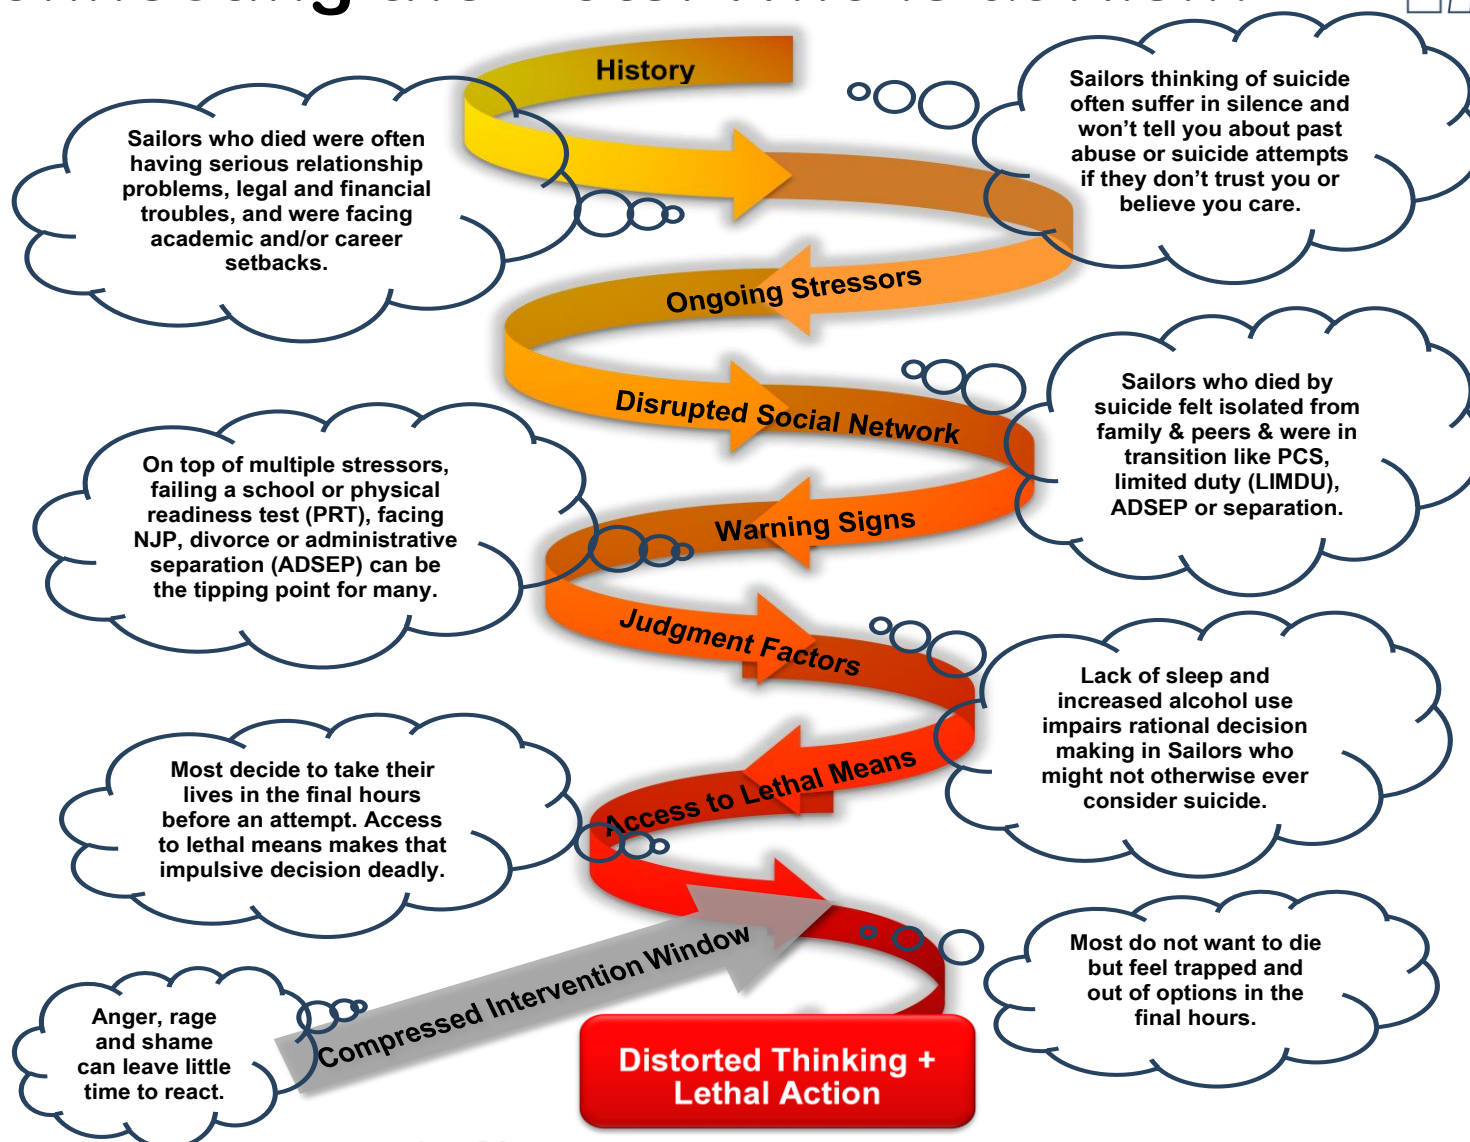 History
Sailors thinking of suicide
often suffer in silence and
won't tell you about past
abuse or suicide attempts
if they don't trust you or
believe you care.
Sailors who died were often
having serious relationship
problems, legal and financial
troubles, and were facing
academic and/or career
setbacks.
Ongoing Stressors
Disrupted Social Network
Sailors who died by
suicide felt isolated from
family & peers & were in
transition like PCS,
limited duty (LIMDU),
ADSEP or separation.
On top of multiple stressors,
failing a school or physical
readiness test (PRT), facing
NJP, divorce or administrative
separation (ADSEP) can be
the tipping point for many.
Warning Signs
Judgment Factors
Lack of sleep and
increased alcohol use
impairs rational decision
making in Sailors who
might not otherwise ever
consider suicide.
Access to Lethal Means
Most decide to take their
lives in the final hours
before an attempt. Access
to lethal means makes that
impulsive decision deadly.
Compressed Intervention Window
Most do not want to die
but feel trapped and
out of options in the
final hours.
Anger, rage
and shame
can leave little
time to react.
Distorted Thinking +
Lethal Action